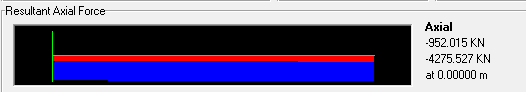 Resultant Axial Force
Axial
-952.015 KN
-4275.527 KN
at 0.00000 m